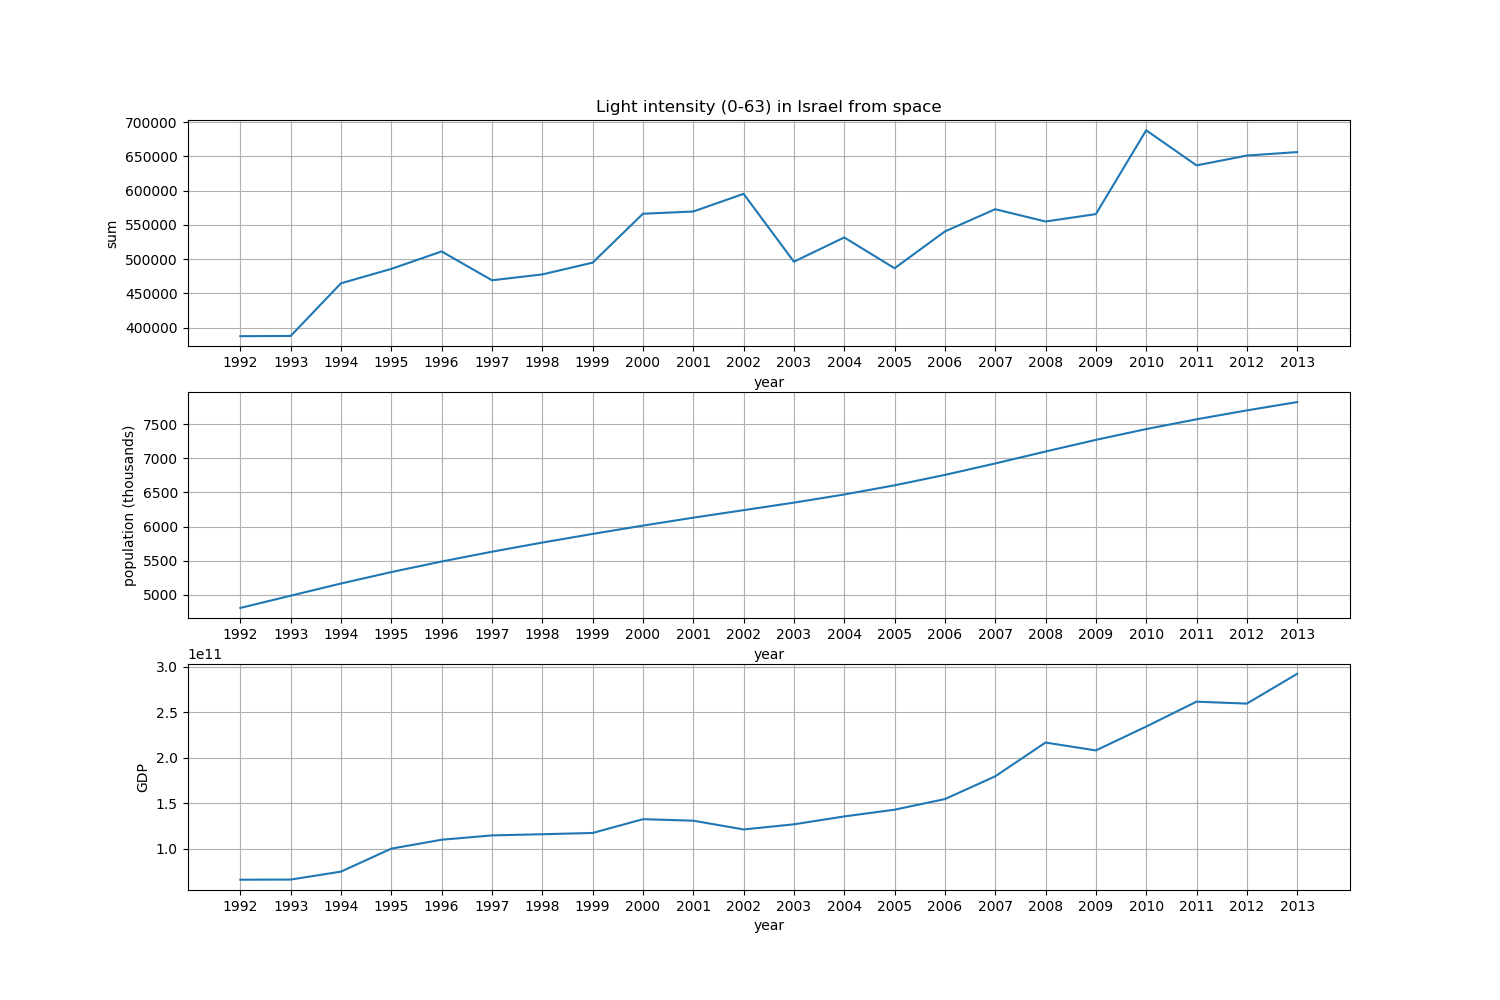 Light intensity (0-63) in Israel from space
700000
650000
600000
550000
500000
450000
400000
sum
1992 1993 1994 1995 1996 1997 1998 1999 2000 2001 2002 2003 2004 2005 2006 2007 2008 2009 2010 2011 2012 2013
year
7500
7000
6500
6000
5500
5000
population (thousands)
1992 1993 1994 1995 1996 1997 1998 1999 2000 2001 2002 2003 2004 2005 2006 2007 2008 2009 2010 2011 2012 2013
year
1e11
3.0
2.5
2.0
1.5
1.0
GDP
1992 1993 1994 1995 1996 1997 1998 1999 2000 2001 2002 2003 2004 2005 2006 2007 2008 2009 2010 2011 2012 2013
year